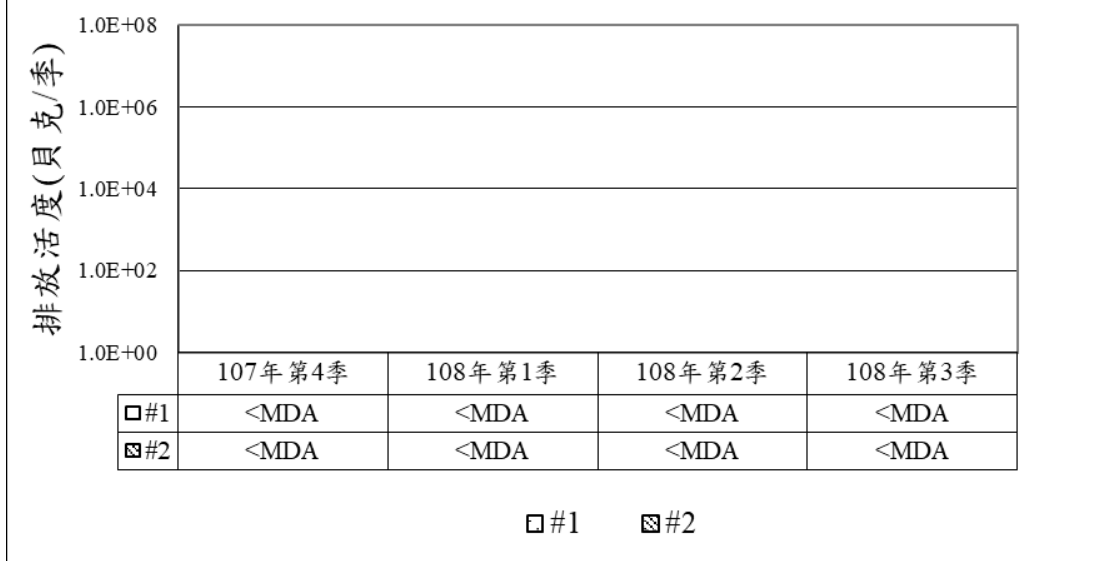 排放活度(貝克/季)
1.0E+08
1.0E+06
1.0E+04
1.0E+02
1.0E+00
107年第4季 108年第1季 108年第2季 108年第3季
#1 <MDA <MDA <MDA <MDA
#2 <MDA <MDA <MDA <MDA
#1 #2